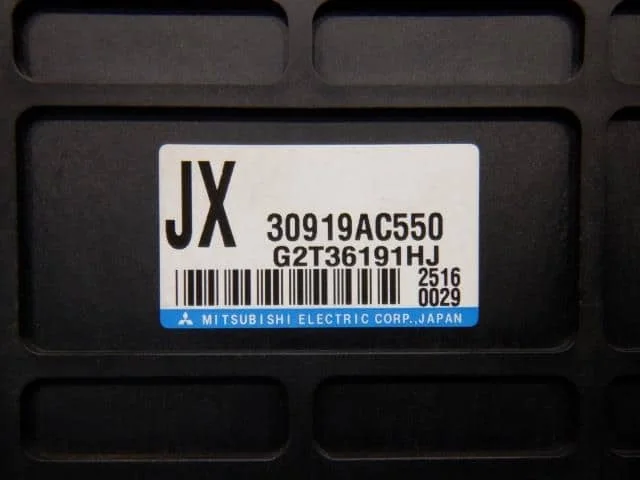 JX 30919AC550
G2T36191HJ
2516
0029
MITSUBISHI ELECTRIC CORP.,JAPAN